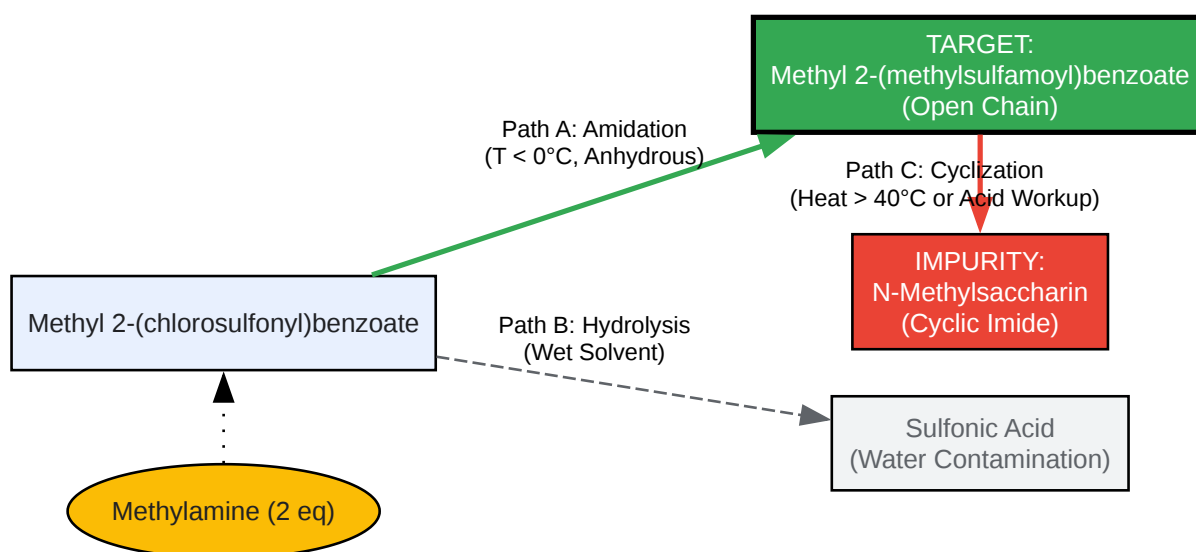 TARGET:
Methyl 2-(methylsulfamoyl)benzoate
(Open Chain)
Path A: Amidation
(T < 0°C, Anhydrous)
Path C: Cyclization
(Heat > 40°C or Acid Workup)
IMPURITY:
N-Methylsaccharin
(Cyclic Imide)
Methyl 2-(chlorosulfonyl)benzoate
Path B: Hydrolysis
(Wet Solvent)
Sulfonic Acid
(Water Contamination)
Methylamine (2 eq)